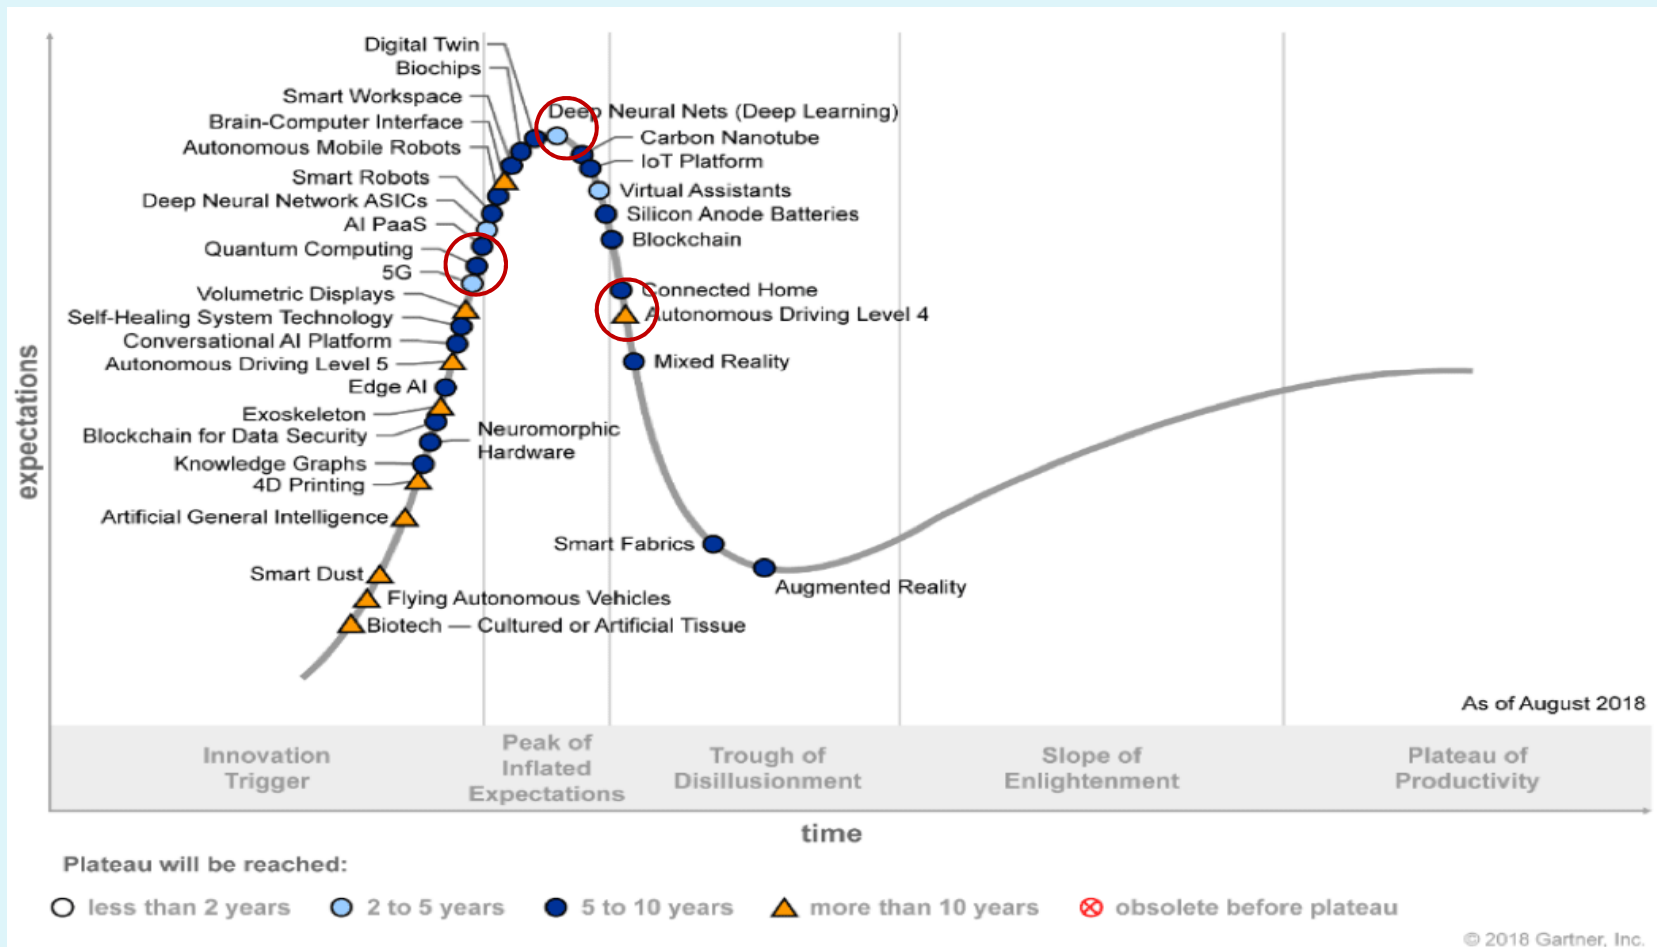 Digital Twin
Biochips
Smart Workspace
Deep Neural Nets (Deep Learning)
Brain-Computer Interface
Carbon Nanotube
Autonomous Mobile Robots
IoT Platform
Smart Robots
Virtual Assistants
Deep Neural Network ASICs
Silicon Anode Batteries
AI PaaS
Blockchain
Quantum Computing
5G
Connected Home
Volumetric Displays
Autonomous Driving Level 4
Self-Healing System Technology
Conversational AI Platform
Mixed Reality
Autonomous Driving Level 5
Edge AI
Exoskeleton
Neuromorphic
Hardware
Blockchain for Data Security
Knowledge Graphs
4D Printing
Artificial General Intelligence
Smart Fabrics
Smart Dust
Augmented Reality
Flying Autonomous Vehicles
Biotech — Cultured or Artificial Tissue
expectations
As of August 2018
Innovation
Trigger
Peak of
Inflated
Expectations
Trough of
Disillusionment
Slope of
Enlightenment
Plateau of
Productivity
time
Plateau will be reached:
less than 2 years
2 to 5 years
5 to 10 years
more than 10 years
obsolete before plateau
© 2018 Gartner, Inc.